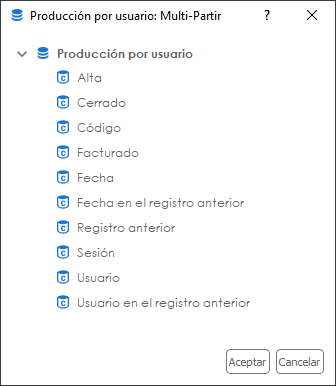 Producción por usuario: Multi-Partir
?
Producción por usuario
Alta
Cerrado
Código
Facturado
Fecha
Fecha en el registro anterior
Registro anterior
Sesión
Usuario
Usuario en el registro anterior
Aceptar
Cancelar